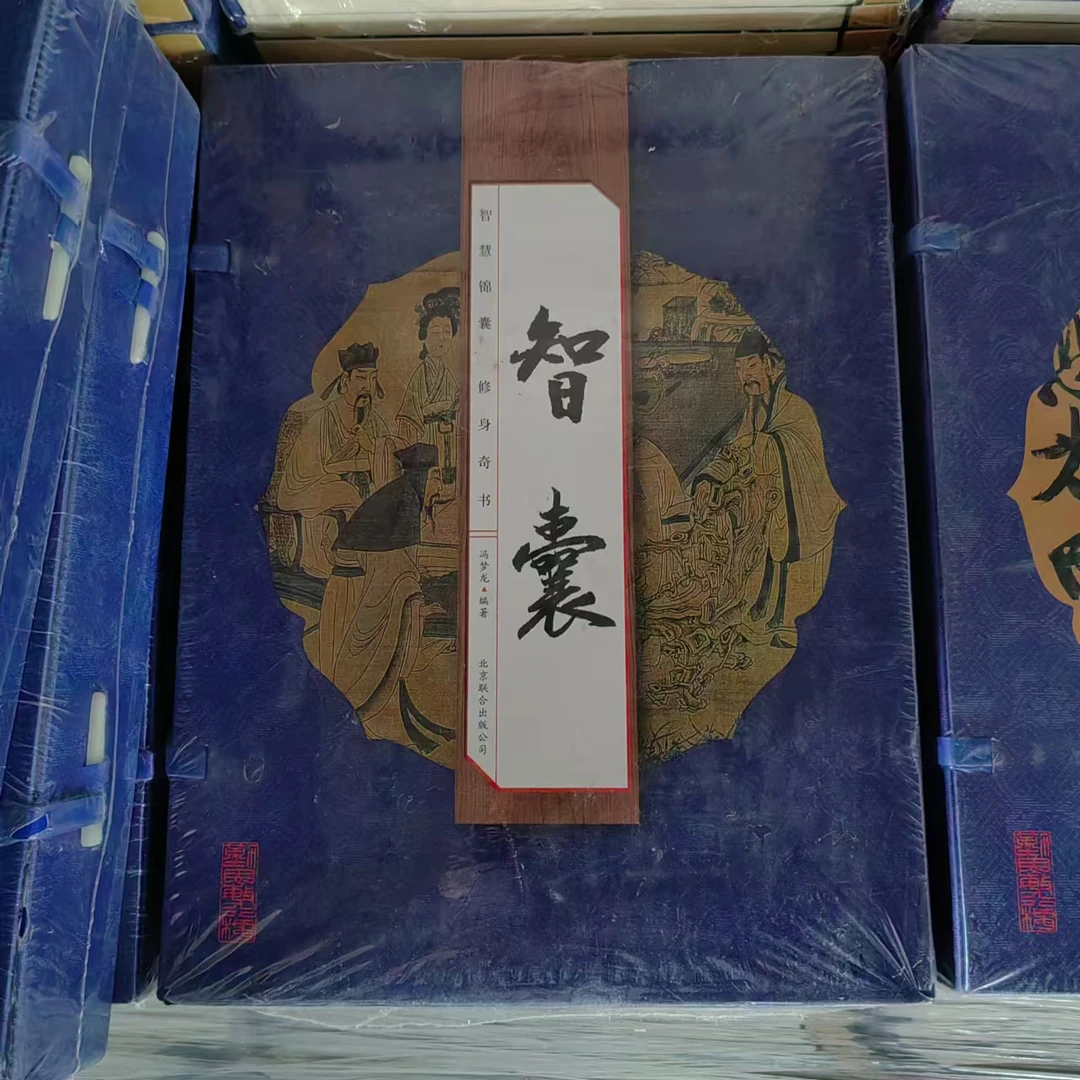 智囊
智慧锦囊 修身奇书
冯梦龙▲编著
北京联合出版公司